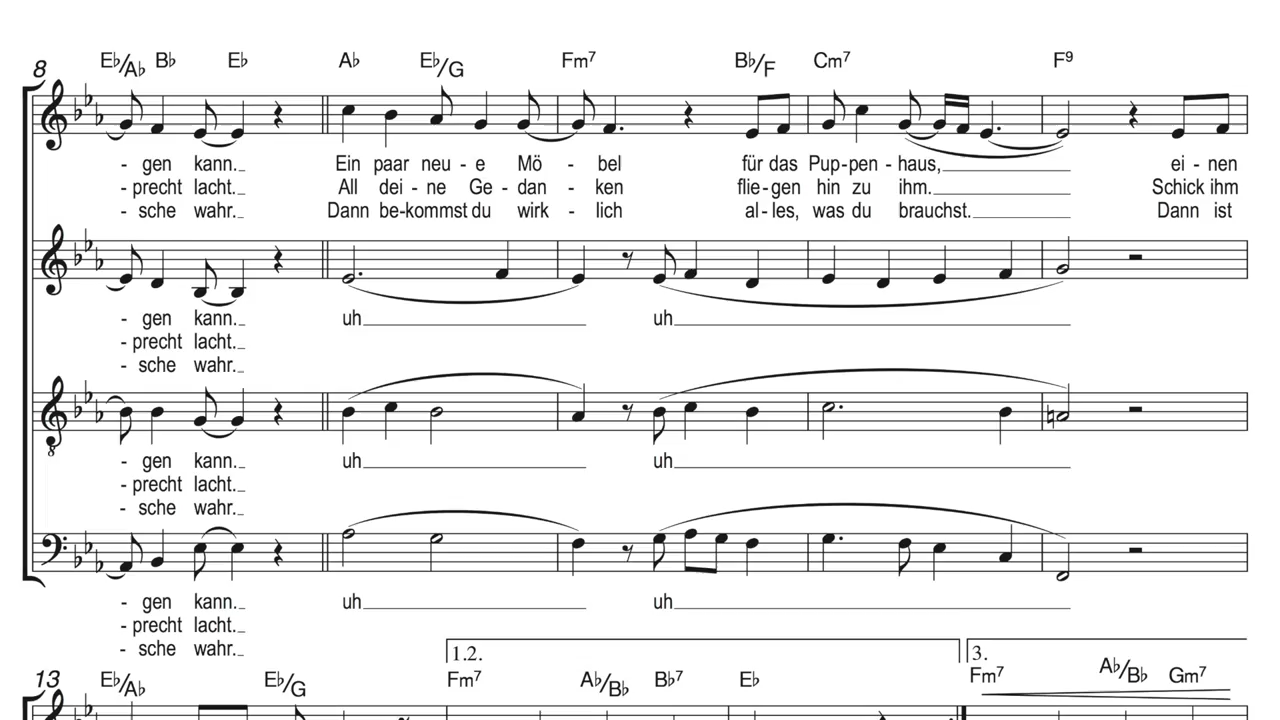 8 E♭/A♭ B♭ E♭ A♭ E♭/G Fm7 B♭/F Cm7 F9
- gen kann._ Ein paar neu - e Mö - bel für das Pup-pen - haus,_ ei - nen
- precht lacht._ All dei - ne Ge - dan - ken flie - gen hin zu ihm._ Schick ihm
- sche wahr._ Dann be-kommst du wirk - lich al - les, was du brauchst._ Dann ist
- gen kann._ uh_ uh_
- precht lacht._
- sche wahr._
8
- gen kann._ uh_ uh_
- precht lacht._
- sche wahr._
- gen kann._ uh_ uh_
- precht lacht._
- sche wahr._
1.2. 3.
13 E♭/A♭ E♭/G Fm7 A♭/B♭ B♭7 E♭ Fm7 A♭/B♭ Gm7